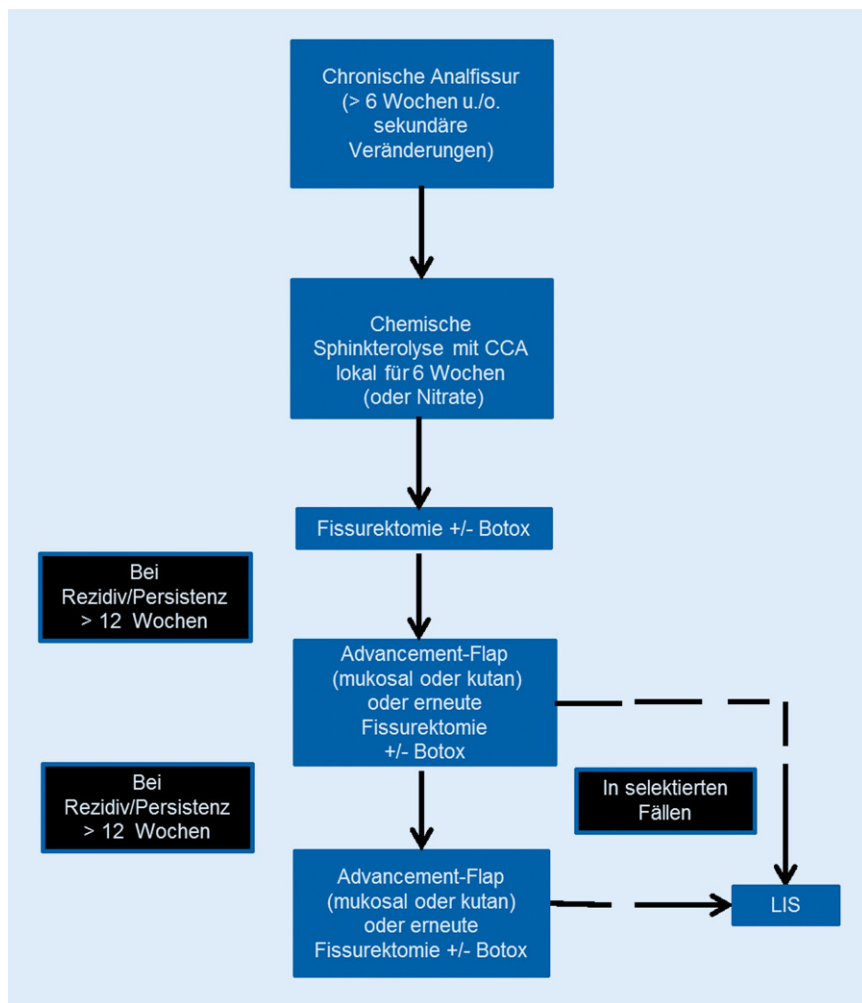 Chronische Analfissur
(> 6 Wochen u./o.
sekundäre
Veränderungen)
Chemische
Sphinkterolyse mit CCA
lokal für 6 Wochen
(oder Nitrate)
Fissurektomie +/- Botox
Bei
Rezidiv/Persistenz
> 12 Wochen
Advancement-Flap
(mukosal oder kutan)
oder erneute
Fissurektomie
+/- Botox
Bei
Rezidiv/Persistenz
> 12 Wochen
In selektierten
Fällen
Advancement-Flap
(mukosal oder kutan)
oder erneute
Fissurektomie +/- Botox
LIS